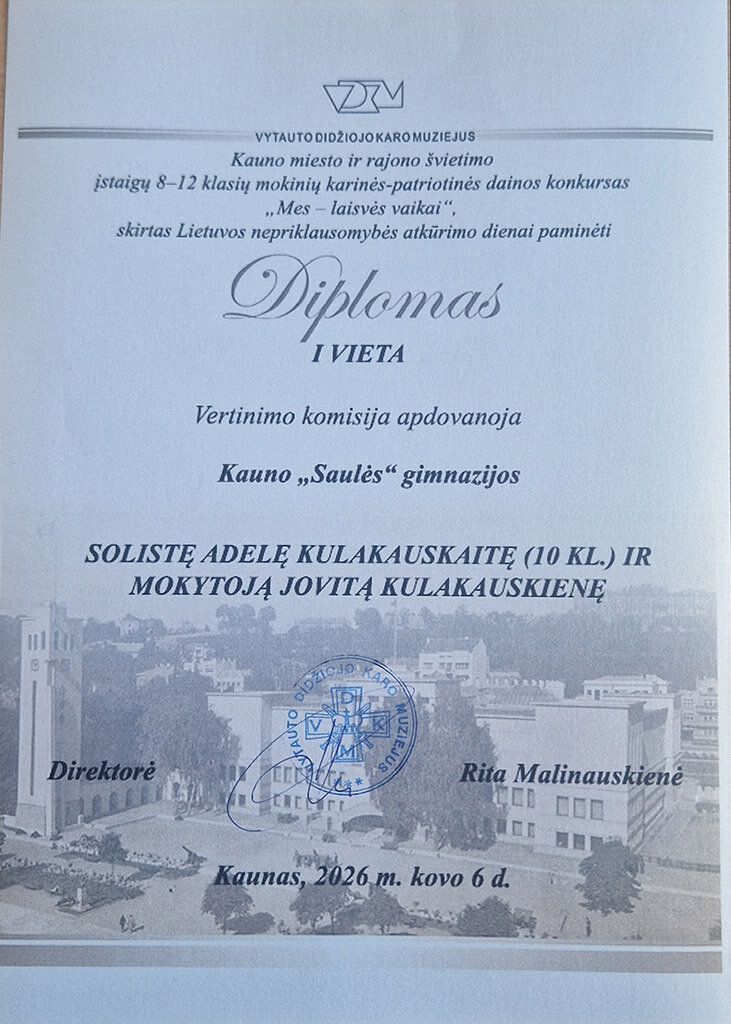 VDKM
VYTAUTO DIDŽIOJO KARO MUZIEJUS
Kauno miesto ir rajono švietimo
įstaigų 8–12 klasių mokinių karinės-patriotinės dainos konkursas
„Mes – laisvės vaikai“,
skirtas Lietuvos nepriklausomybės atkūrimo dienai paminėti
Diplomas
I VIETA
Vertinimo komisija apdovanoja
Kauno „Saulės“ gimnazijos
SOLISTĘ ADELĘ KULAKAUSKAITĘ (10 KL.) IR
MOKYTOJĄ JOVITĄ KULAKAUSKIENĘ
VYTAUTO DIDŽIOJO KARO MUZIEJUS
D
V K
M
***
Direktorė
Rita Malinauskienė
Kaunas, 2026 m. kovo 6 d.